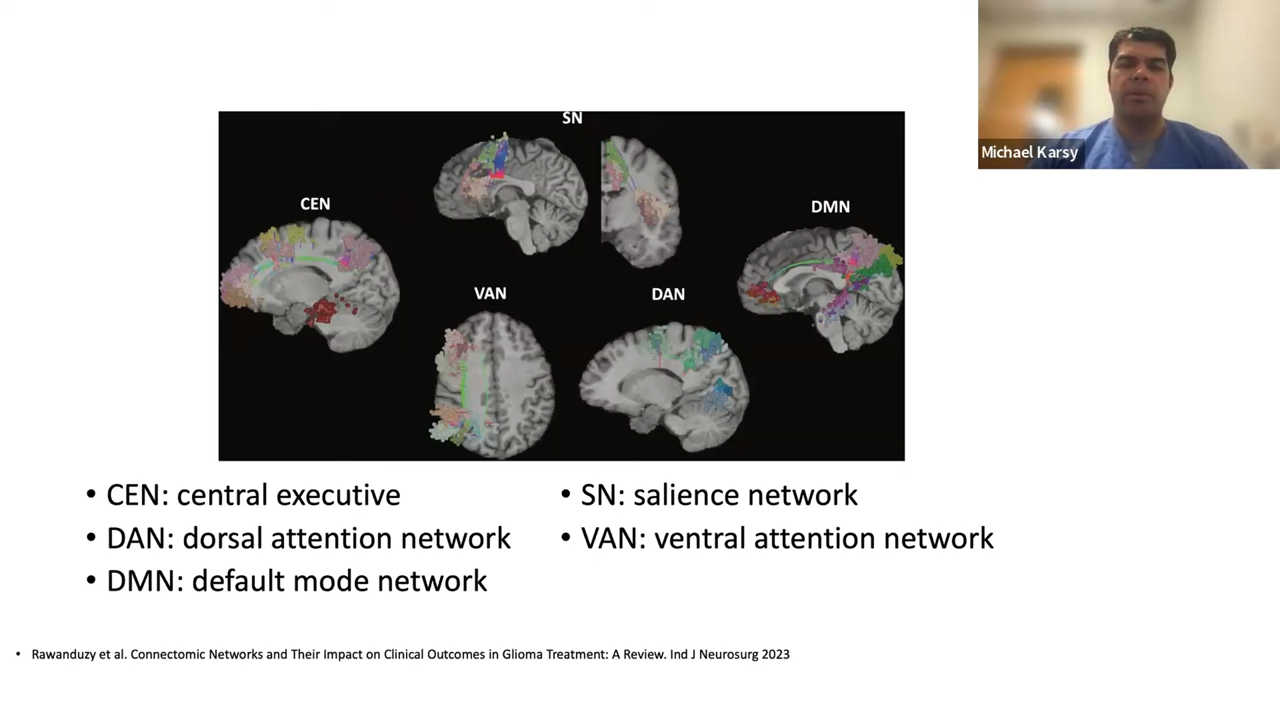 SN
CEN
DMN
VAN
DAN
Michael Karsy
• CEN: central executive
• DAN: dorsal attention network
• DMN: default mode network
• SN: salience network
• VAN: ventral attention network
• Rawanduzy et al. Connectomic Networks and Their Impact on Clinical Outcomes in Glioma Treatment: A Review. Ind J Neurosurg 2023